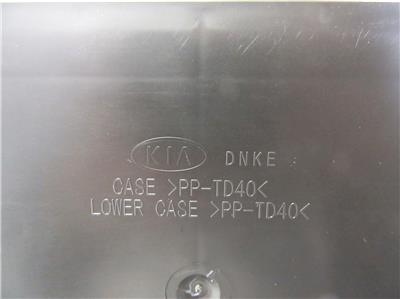 KIA DNKE
CASE >PP-TD40<
LOWER CASE >PP-TD40<